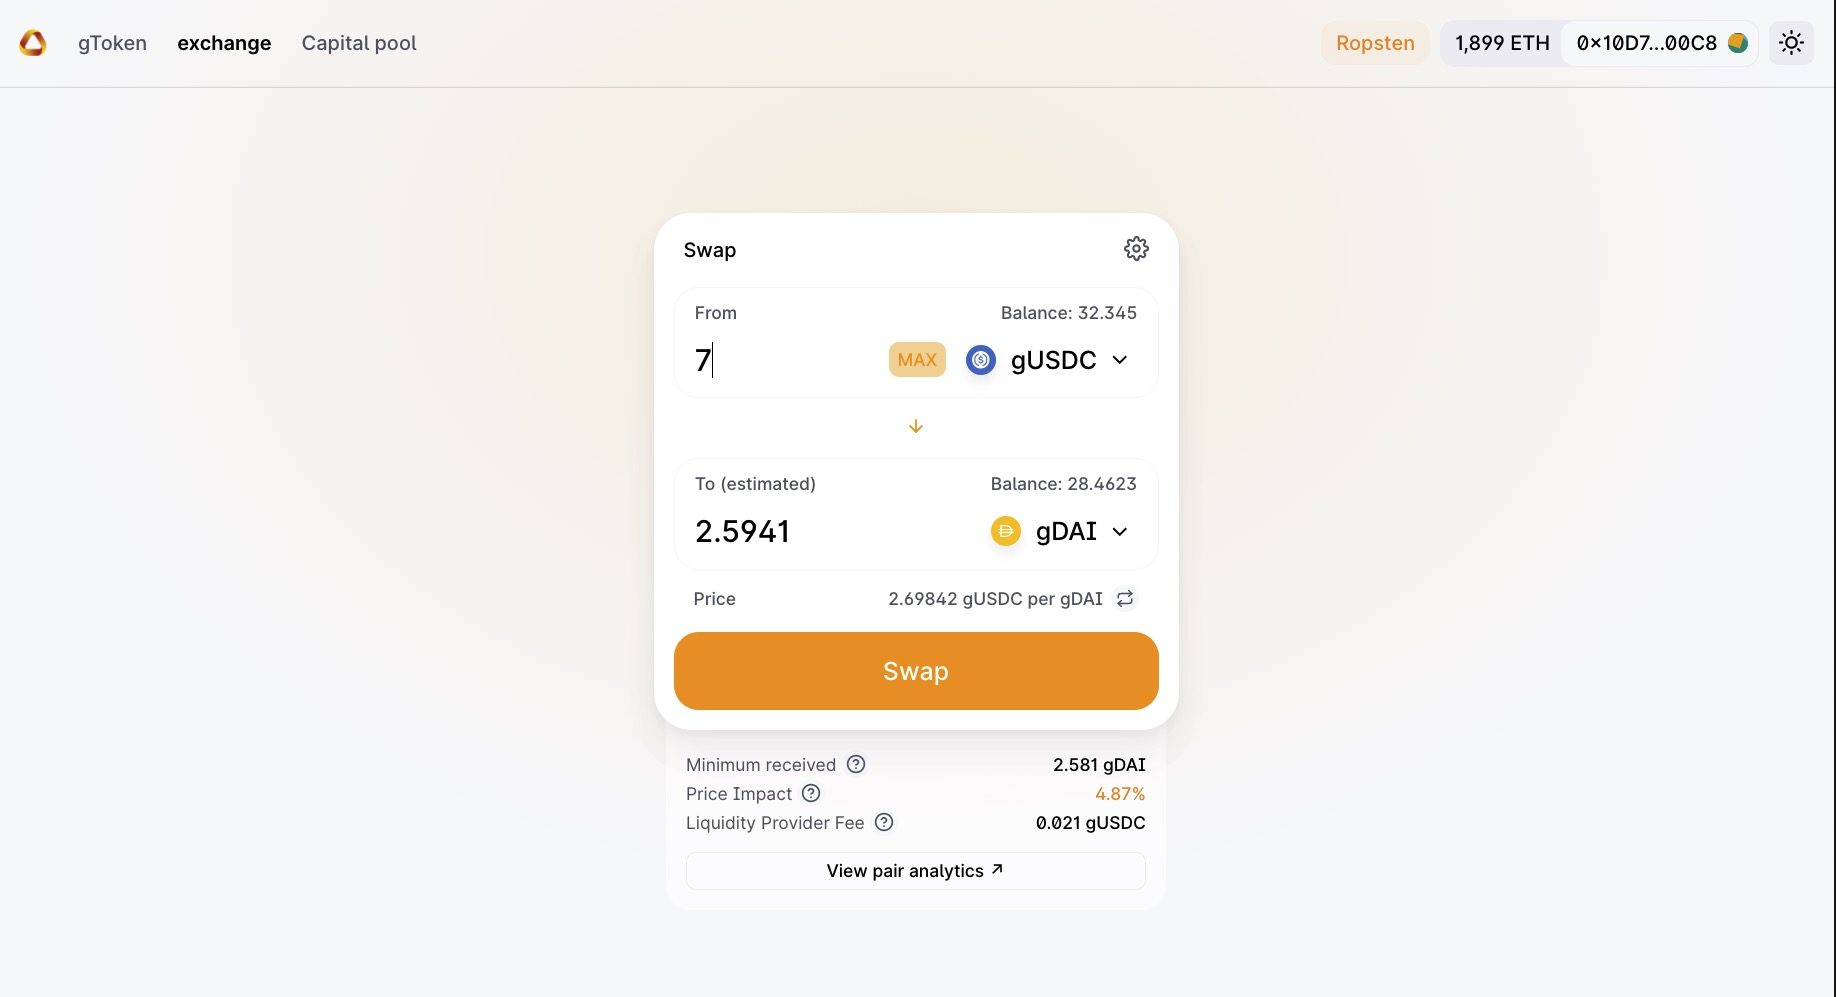 gToken exchange Capital pool Ropsten 1,899 ETH 0x10D7...00C8
Swap
From Balance: 32.345
7 MAX gUSDC
To (estimated) Balance: 28.4623
2.5941 gDAI
Price 2.69842 gUSDC per gDAI
Swap
Minimum received ? 2.581 gDAI
Price Impact ? 4.87%
Liquidity Provider Fee ? 0.021 gUSDC
View pair analytics ↗